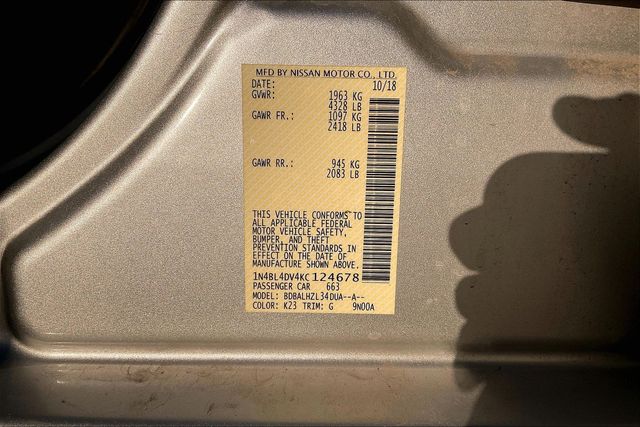 MFD BY NISSAN MOTOR CO., LTD.
DATE: 10/18
GVWR: 1963 KG
4328 LB
GAWR FR.: 1097 KG
2418 LB
GAWR RR.: 945 KG
2083 LB
THIS VEHICLE CONFORMS TO
ALL APPLICABLE FEDERAL
MOTOR VEHICLE SAFETY,
BUMPER, AND THEFT
PREVENTION STANDARDS IN
EFFECT ON THE DATE OF
MANUFACTURE SHOWN ABOVE.
1N4BL4DV4KC124678
PASSENGER CAR 663
MODEL: BDBALHZL34DUA--A--
COLOR: K23 TRIM: G 9N00A